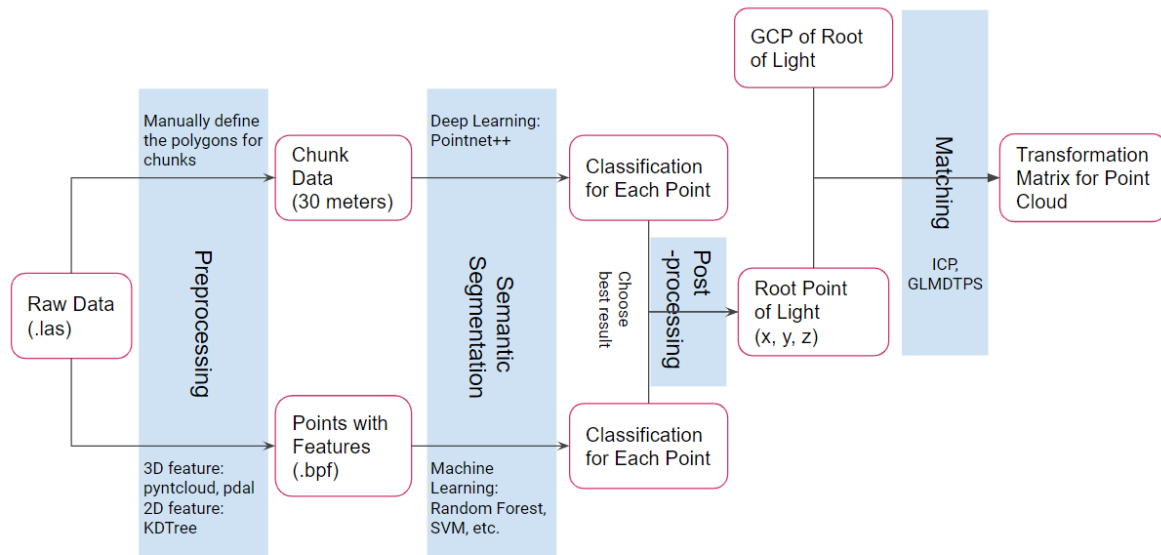 GCP of Root
of Light
Manually define
the polygons for
chunks
Deep Learning:
Pointnet++
Chunk
Data
(30 meters)
Classification
for Each Point
Matching
Transformation
Matrix for Point
Cloud
Preprocessing
Semantic
Segmentation
Choose
best result
Post
-processing
Raw Data
(.las)
Root Point
of Light
(x, y, z)
ICP,
GLMDTPS
Points with
Features
(.bpf)
Classification
for Each Point
3D feature:
pyntcloud, pdal
2D feature:
KDTree
Machine
Learning:
Random Forest,
SVM, etc.